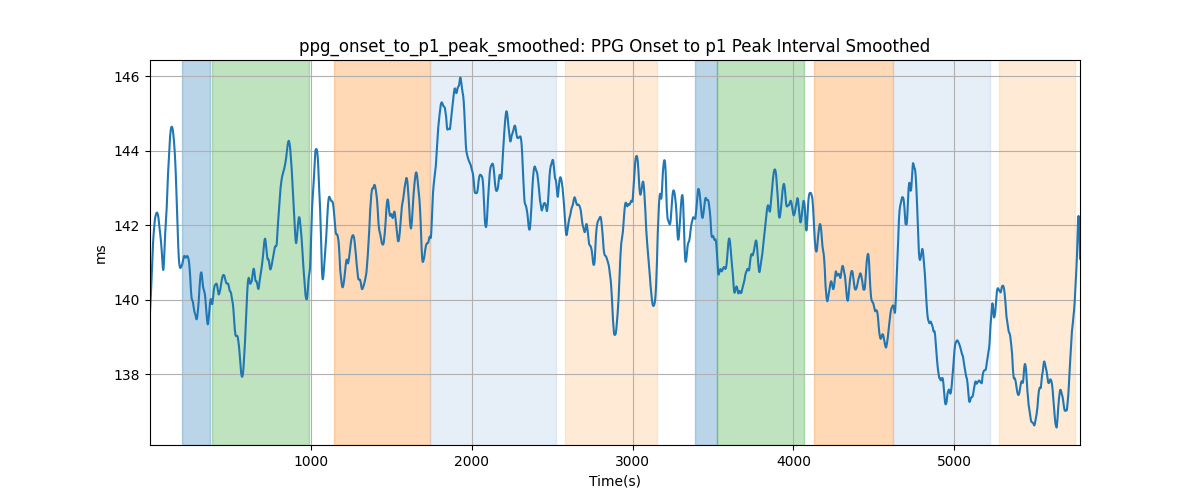 ppg_onset_to_p1_peak_smoothed: PPG Onset to p1 Peak Interval Smoothed
146
144
142
140
138
ms
1000 2000 3000 4000 5000
Time(s)